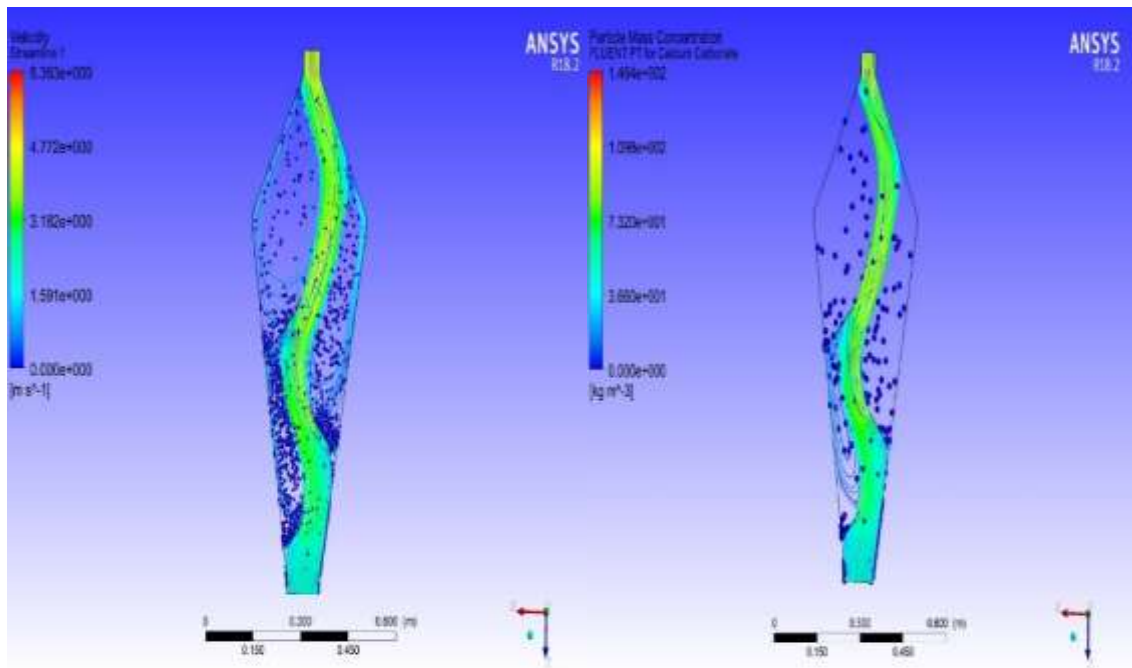 Velocity
Streamline 1
6.363e+000
4.772e+000
3.182e+000
1.591e+000
0.000e+000
[m s^-1]
ANSYS
R18.2
0 0.300 0.600 (m)
0.150 0.450
Particle Mass Concentration
FLUENT PT for Calcium Carbonate
1.464e+002
1.098e+002
7.320e+001
3.660e+001
0.000e+000
[kg m^-3]
ANSYS
R18.2
0 0.300 0.600 (m)
0.150 0.450